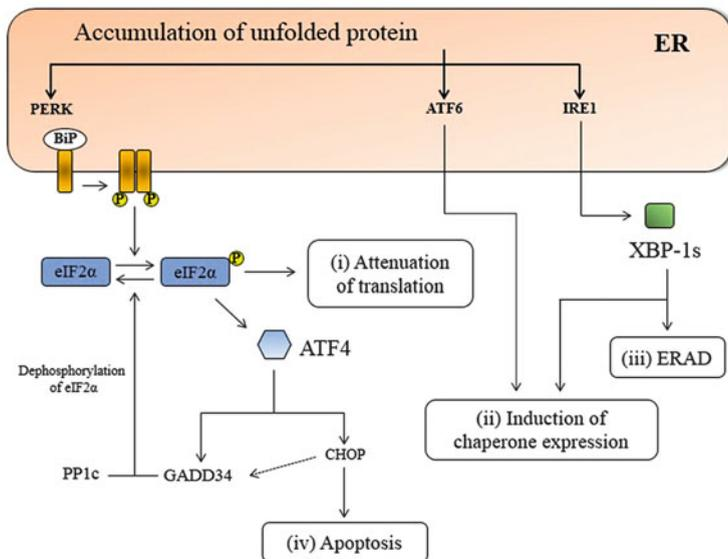 Accumulation of unfolded protein
ER
PERK
ATF6
IRE1
BiP
P
P
XBP-1s
eIF2α
eIF2α
P
(i) Attenuation
of translation
(iii) ERAD
ATF4
Dephosphorylation
of eIF2α
(ii) Induction of
chaperone expression
PP1c
GADD34
CHOP
(iv) Apoptosis